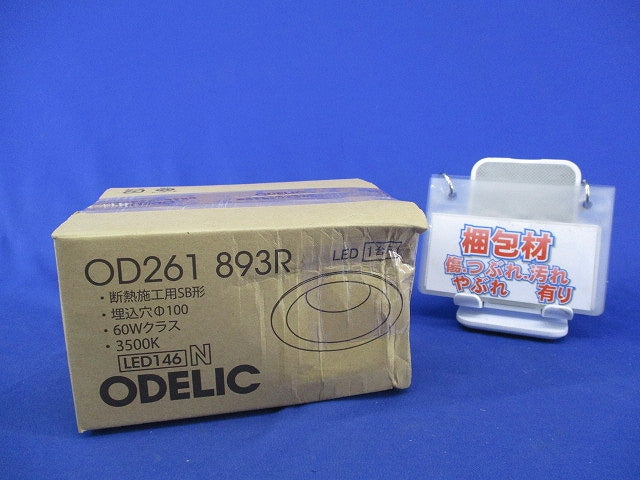 OD261 893R
LED
・断熱施工用SB形
・埋込穴Φ100
・60Wクラス
・3500K
LED146 N
ODELIC
梱包材
傷、つぶれ、汚れ
やぶれ 有り